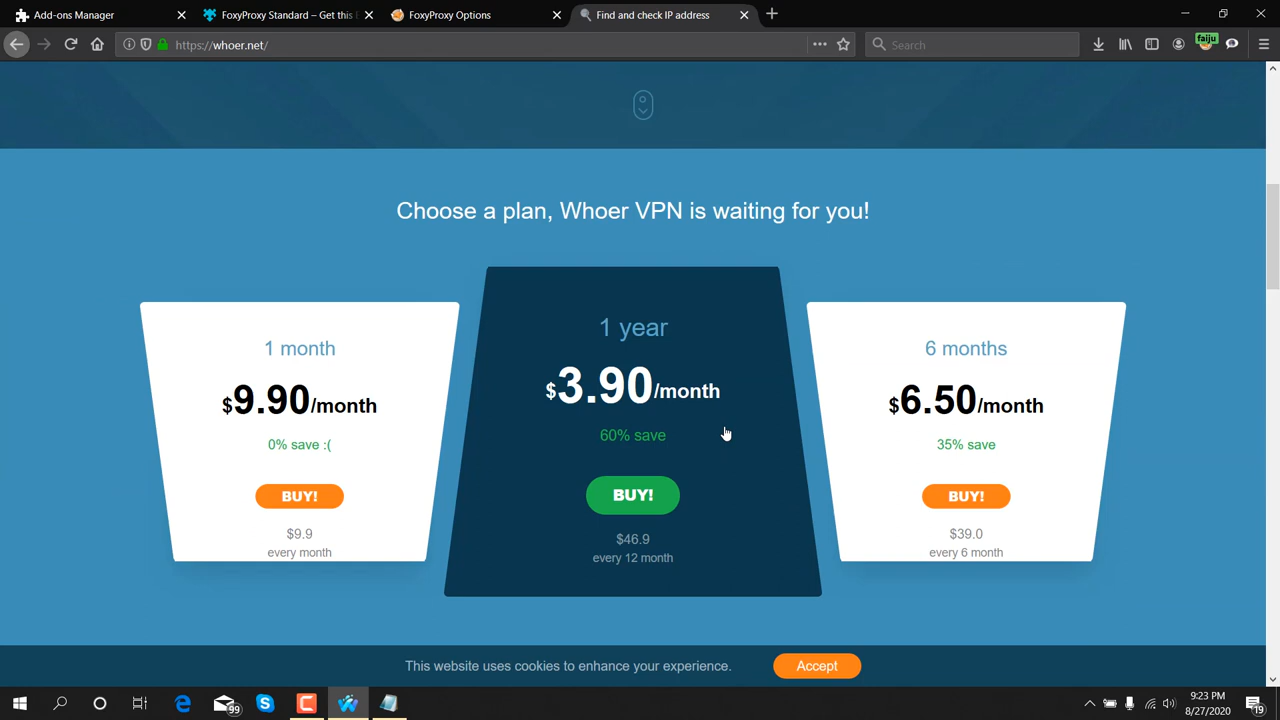 Add-ons Manager
FoxyProxy Standard – Get this E
FoxyProxy Options
Find and check IP address
https://whoer.net/
Search
faiju
Choose a plan, Whoer VPN is waiting for you!
1 month
$9.90/month
0% save :(
BUY!
$9.9
every month
1 year
$3.90/month
60% save
BUY!
$46.9
every 12 month
6 months
$6.50/month
35% save
BUY!
$39.0
every 6 month
This website uses cookies to enhance your experience.
Accept
99
9:23 PM
8/27/2020
19